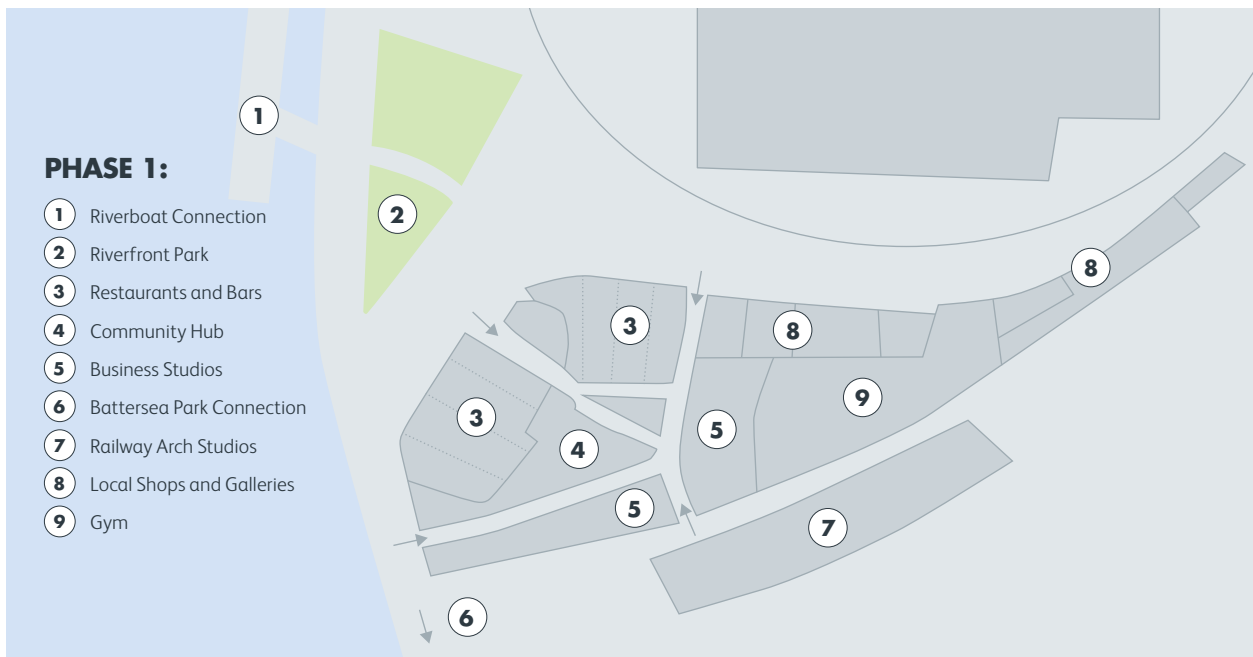 PHASE 1:
1 Riverboat Connection
2 Riverfront Park
3 Restaurants and Bars
4 Community Hub
5 Business Studios
6 Battersea Park Connection
7 Railway Arch Studios
8 Local Shops and Galleries
9 Gym
1
2
8
3
8
9
3
5
4
5
7
6